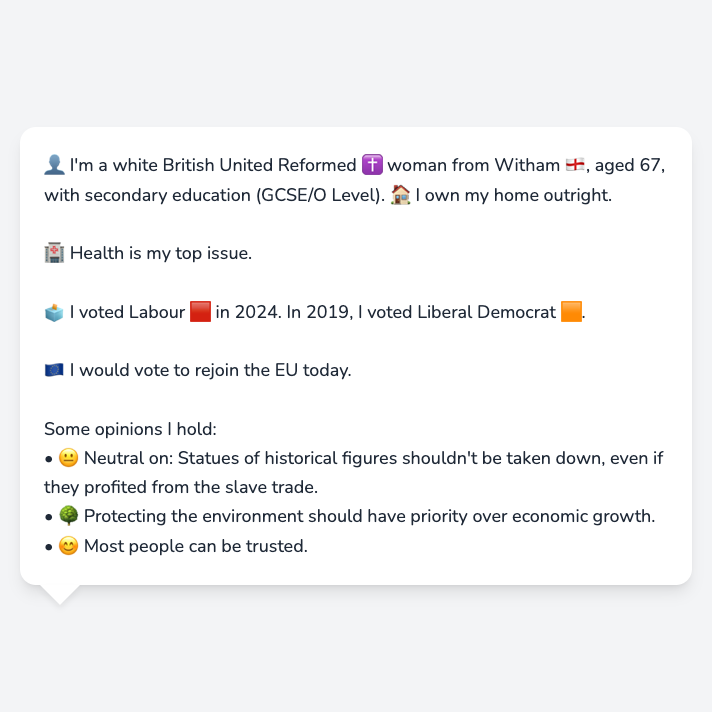 👤 I'm a white British United Reformed ✝️ woman from Witham 🏴󠁧󠁢󠁥󠁮󠁧󠁿, aged 67,
with secondary education (GCSE/O Level). 🏠 I own my home outright.
🏥 Health is my top issue.
🗳️ I voted Labour 🟥 in 2024. In 2019, I voted Liberal Democrat 🟧.
🇪🇺 I would vote to rejoin the EU today.
Some opinions I hold:
• 😐 Neutral on: Statues of historical figures shouldn't be taken down, even if
they profited from the slave trade.
• 🌳 Protecting the environment should have priority over economic growth.
• 😊 Most people can be trusted.